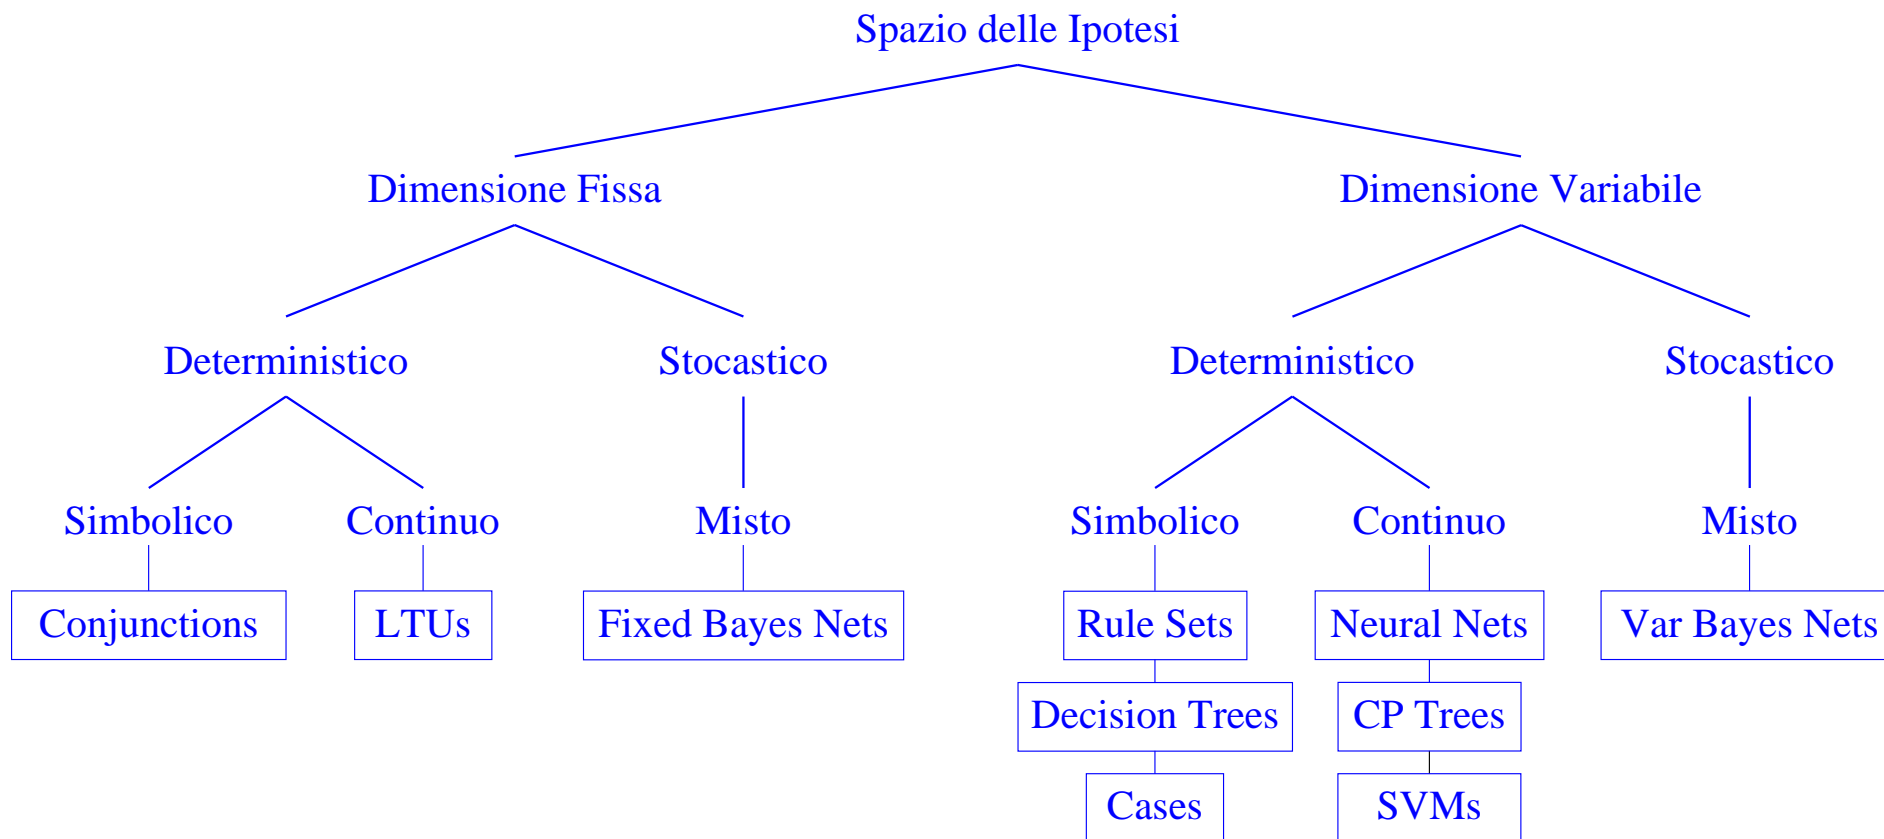 Spazio delle Ipotesi
Dimensione Fissa
Dimensione Variabile
Deterministico
Stocastico
Deterministico
Stocastico
Simbolico
Continuo
Misto
Simbolico
Continuo
Misto
Conjunctions
LTUs
Fixed Bayes Nets
Rule Sets
Neural Nets
Var Bayes Nets
Decision Trees
CP Trees
Cases
SVMs